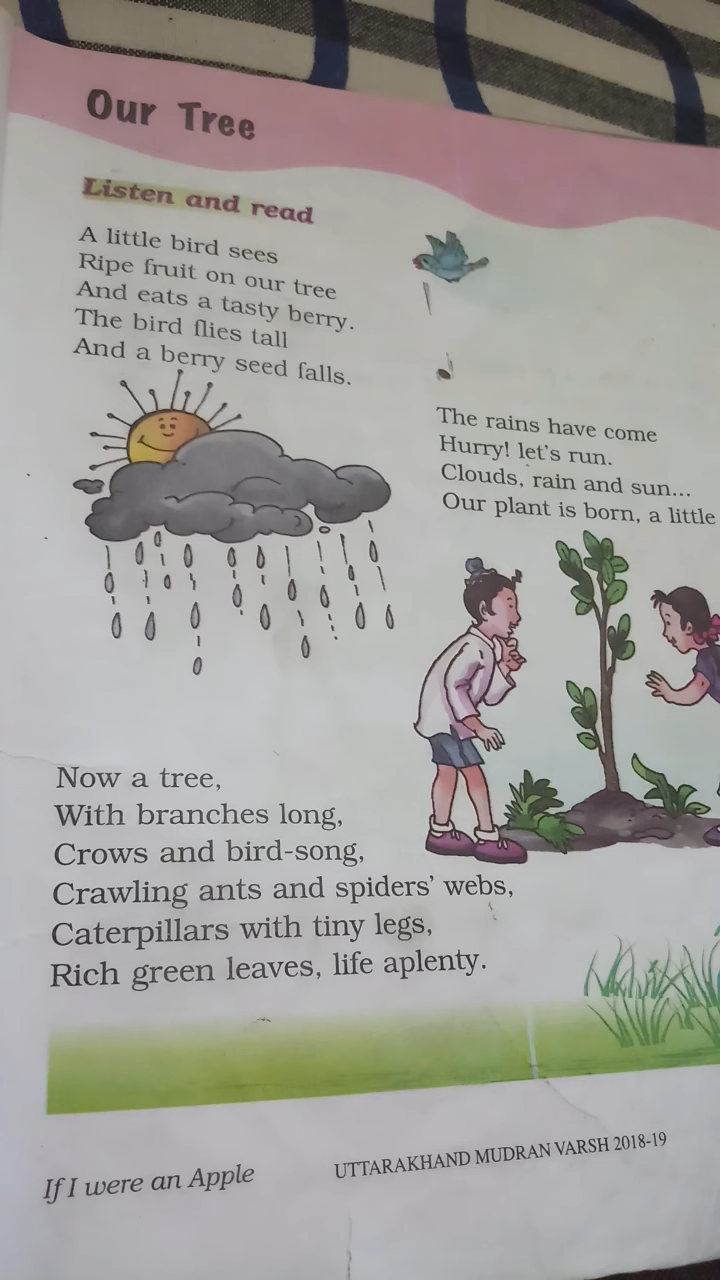 Our Tree
Listen and read
A little bird sees
Ripe fruit on our tree
And eats a tasty berry.
The bird flies tall
And a berry seed falls.
The rains have come
Hurry! let's run.
Clouds, rain and sun...
Our plant is born, a little
Now a tree,
With branches long,
Crows and bird-song,
Crawling ants and spiders' webs,
Caterpillars with tiny legs,
Rich green leaves, life aplenty.
If I were an Apple
UTTARAKHAND MUDRAN VARSH 2018-19